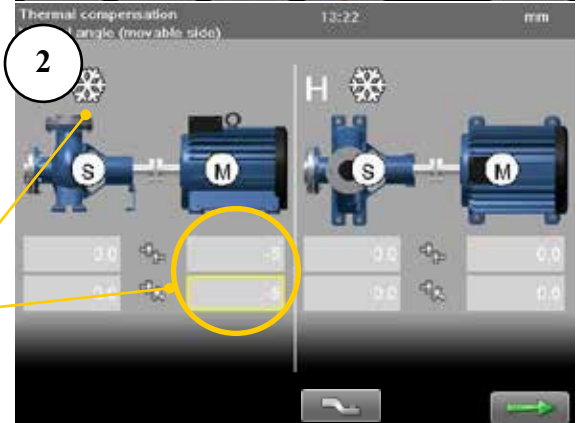 Thermal compensation 13:22 mm
angle (movable side)
2
H
S M S M
0.0 -5 0.0 0.0
0.0 -5 0.0 0.0